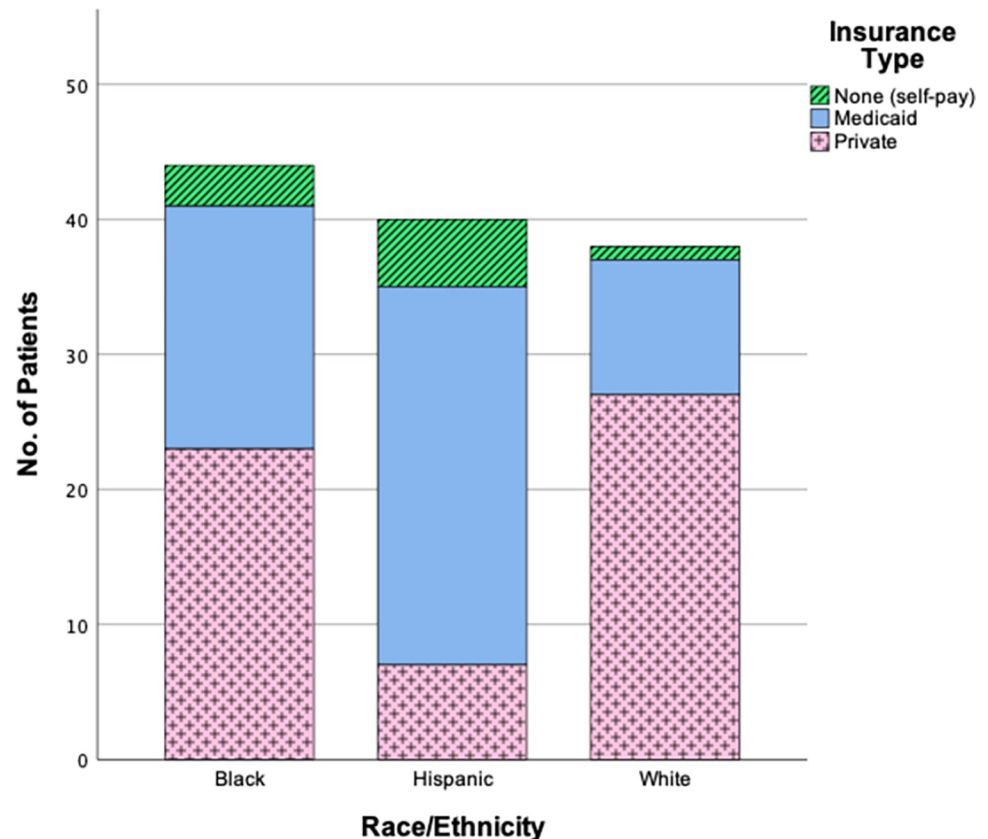 Insurance
Type
None (self-pay)
Medicaid
Private
50
40
30
20
10
0
No. of Patients
Black
Hispanic
White
Race/Ethnicity